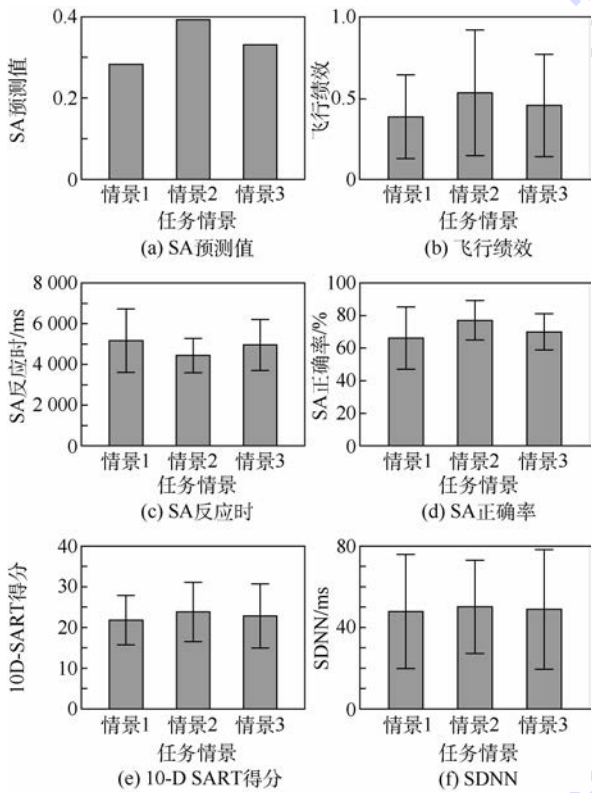 SA预测值
0.4
0.2
0
情景1 情景2 情景3
任务情景
(a) SA预测值
飞行绩效
1.0
0.5
0
情景1 情景2 情景3
任务情景
(b) 飞行绩效
SA反应时/ms
8 000
6 000
4 000
2 000
0
情景1 情景2 情景3
任务情景
(c) SA反应时
SA正确率/%
100
80
60
40
20
0
情景1 情景2 情景3
任务情景
(d) SA正确率
10D-SART得分
40
30
20
10
0
情景1 情景2 情景3
任务情景
(e) 10-D SART得分
SDNN/ms
80
40
0
情景1 情景2 情景3
任务情景
(f) SDNN